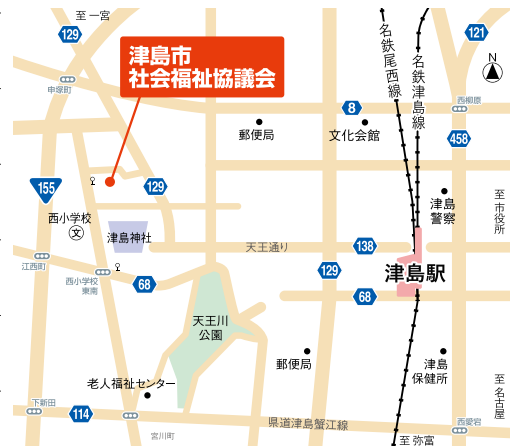 至 一宮
129
津島市
社会福祉協議会
名鉄尾西線
名鉄津島線
121
N
申塚町
8
西柳原
郵便局
文化会館
458
155
129
津島
警察
至 市役所
西小学校
文
津島神社
天王通り
138
江西町
西小学校
東南
68
129
津島駅
68
天王川
公園
郵便局
津島
保健所
老人福祉センター
至 名古屋
下新田
114
宮川町
県道津島蟹江線
西愛宕
至 弥富